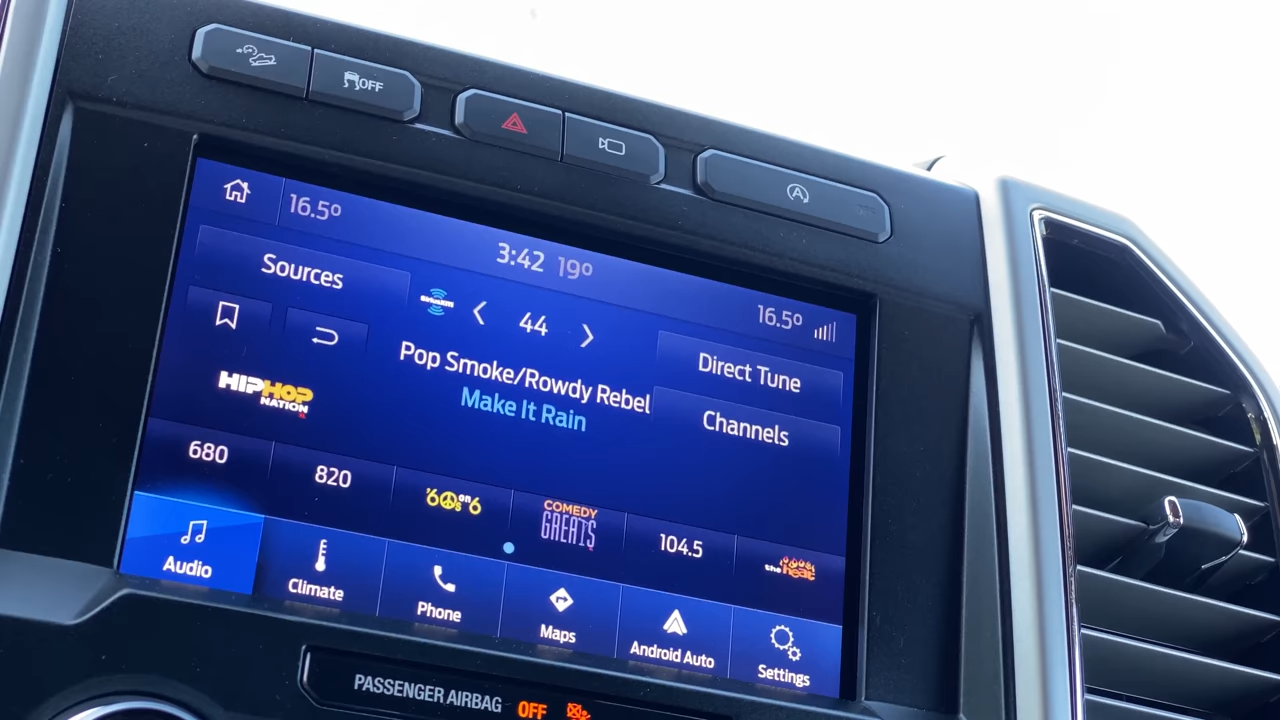 OFF
A
16.5°
3:42 19°
16.5°
Sources
SiriusXM
44
Direct Tune
Pop Smoke/Rowdy Rebel
Make It Rain
Channels
HIPHOP
NATION
680
820
'60s on 6
COMEDY
GREATS
104.5
the heat
Audio
Climate
Phone
Maps
Android Auto
Settings
PASSENGER AIRBAG OFF